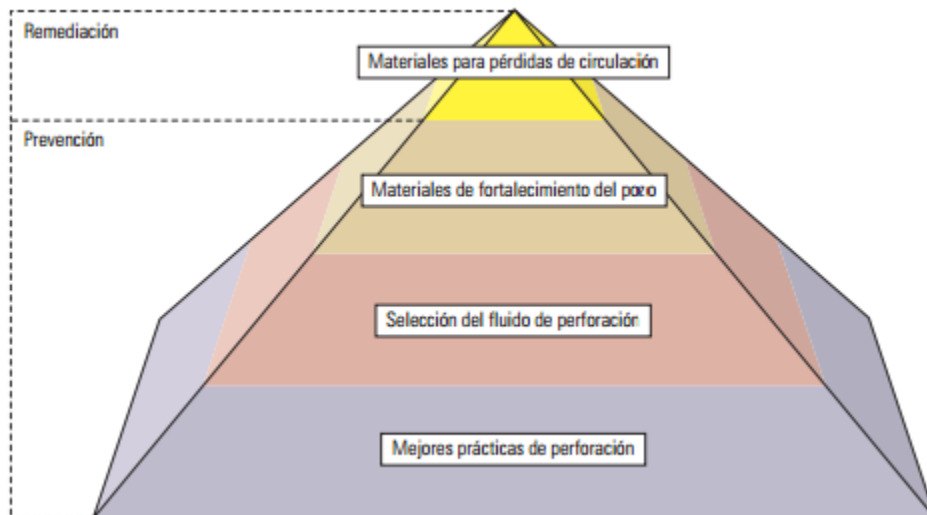 Remediación
Materiales para pérdidas de circulación
Prevención
Materiales de fortalecimiento del pozo
Selección del fluido de perforación
Mejores prácticas de perforación